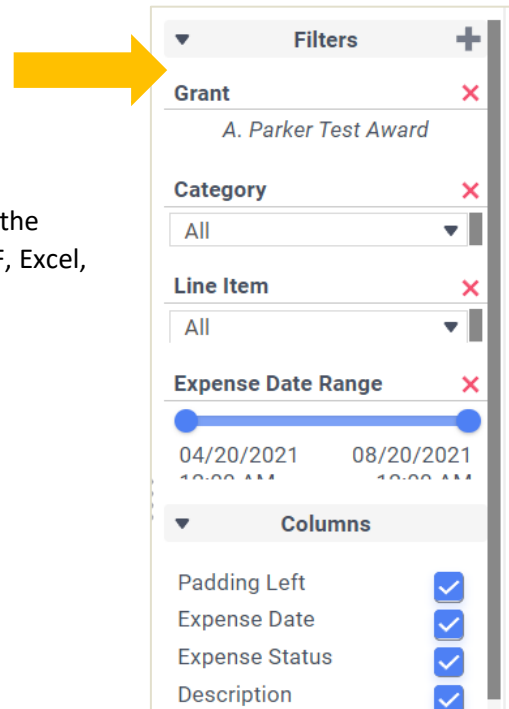 Filters
Grant
A. Parker Test Award
Category
the
All
F, Excel,
Line Item
All
Expense Date Range
04/20/2021 08/20/2021
Columns
Padding Left
Expense Date
Expense Status
Description